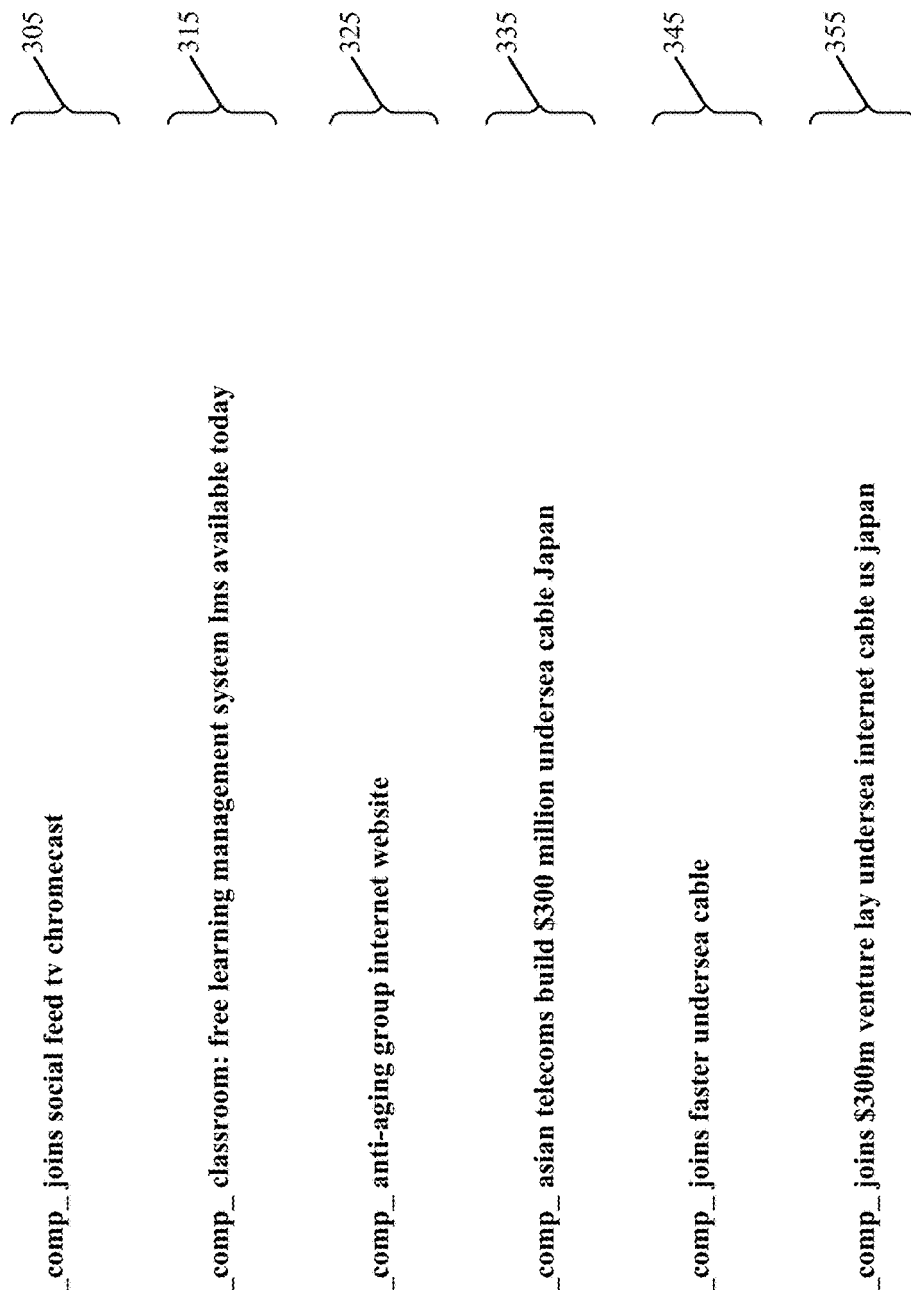 _comp_ joins social feed tv chromecast 305
_comp_ classroom: free learning management system lms available today 315
_comp_ anti-aging group internet website 325
_comp_ asian telecoms build $300 million undersea cable Japan 335
_comp_ joins faster undersea cable 345
_comp_ joins $300m venture lay undersea internet cable us japan 355